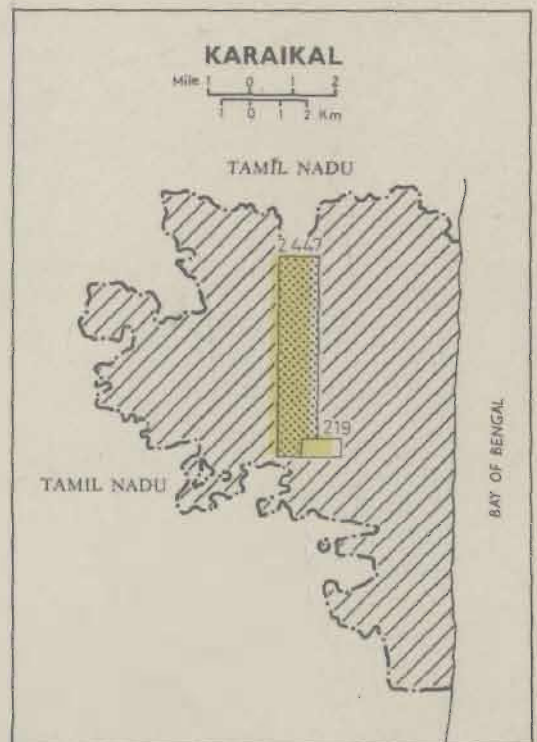 KARAIKAL
Mile 1 0 1 2
1 0 1 2 Km
TAMIL NADU
2 447
219
TAMIL NADU
BAY OF BENGAL